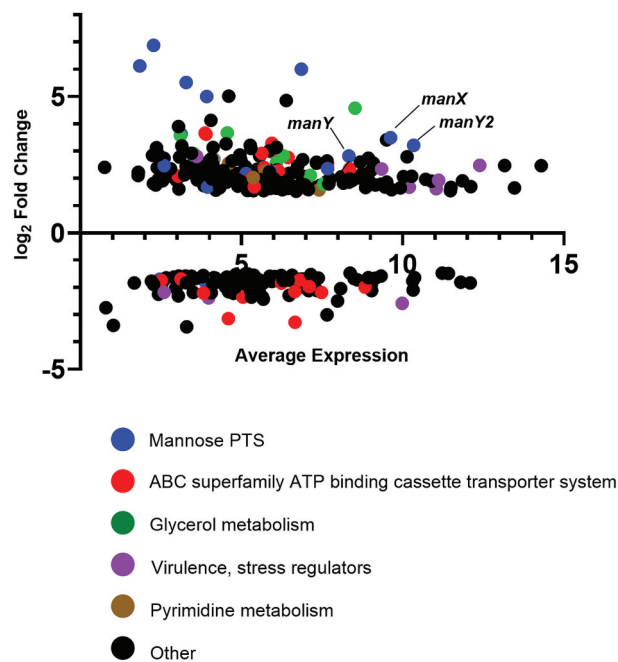 manX
manY
manY2
5
log2 Fold Change
0
5
10
15
Average Expression
-5
Mannose PTS
ABC superfamily ATP binding cassette transporter system
Glycerol metabolism
Virulence, stress regulators
Pyrimidine metabolism
Other